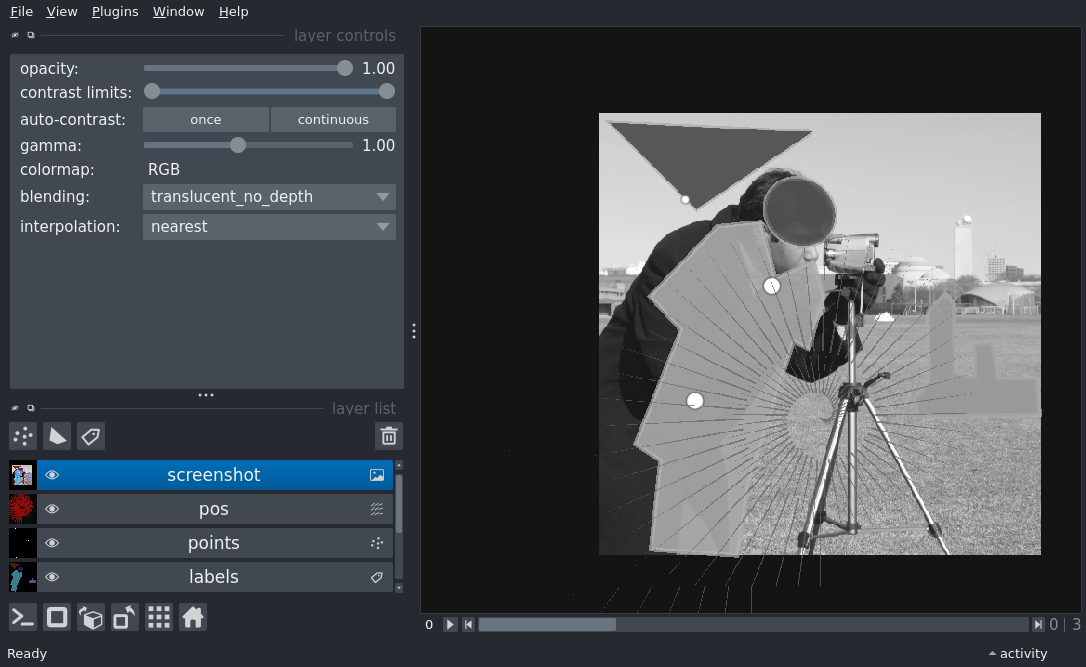 File View Plugins Window Help
layer controls
opacity: 1.00
contrast limits:
auto-contrast: once continuous
gamma: 1.00
colormap: RGB
blending: translucent_no_depth
interpolation: nearest
layer list
screenshot
pos
points
labels
0 0 | 3
Ready activity